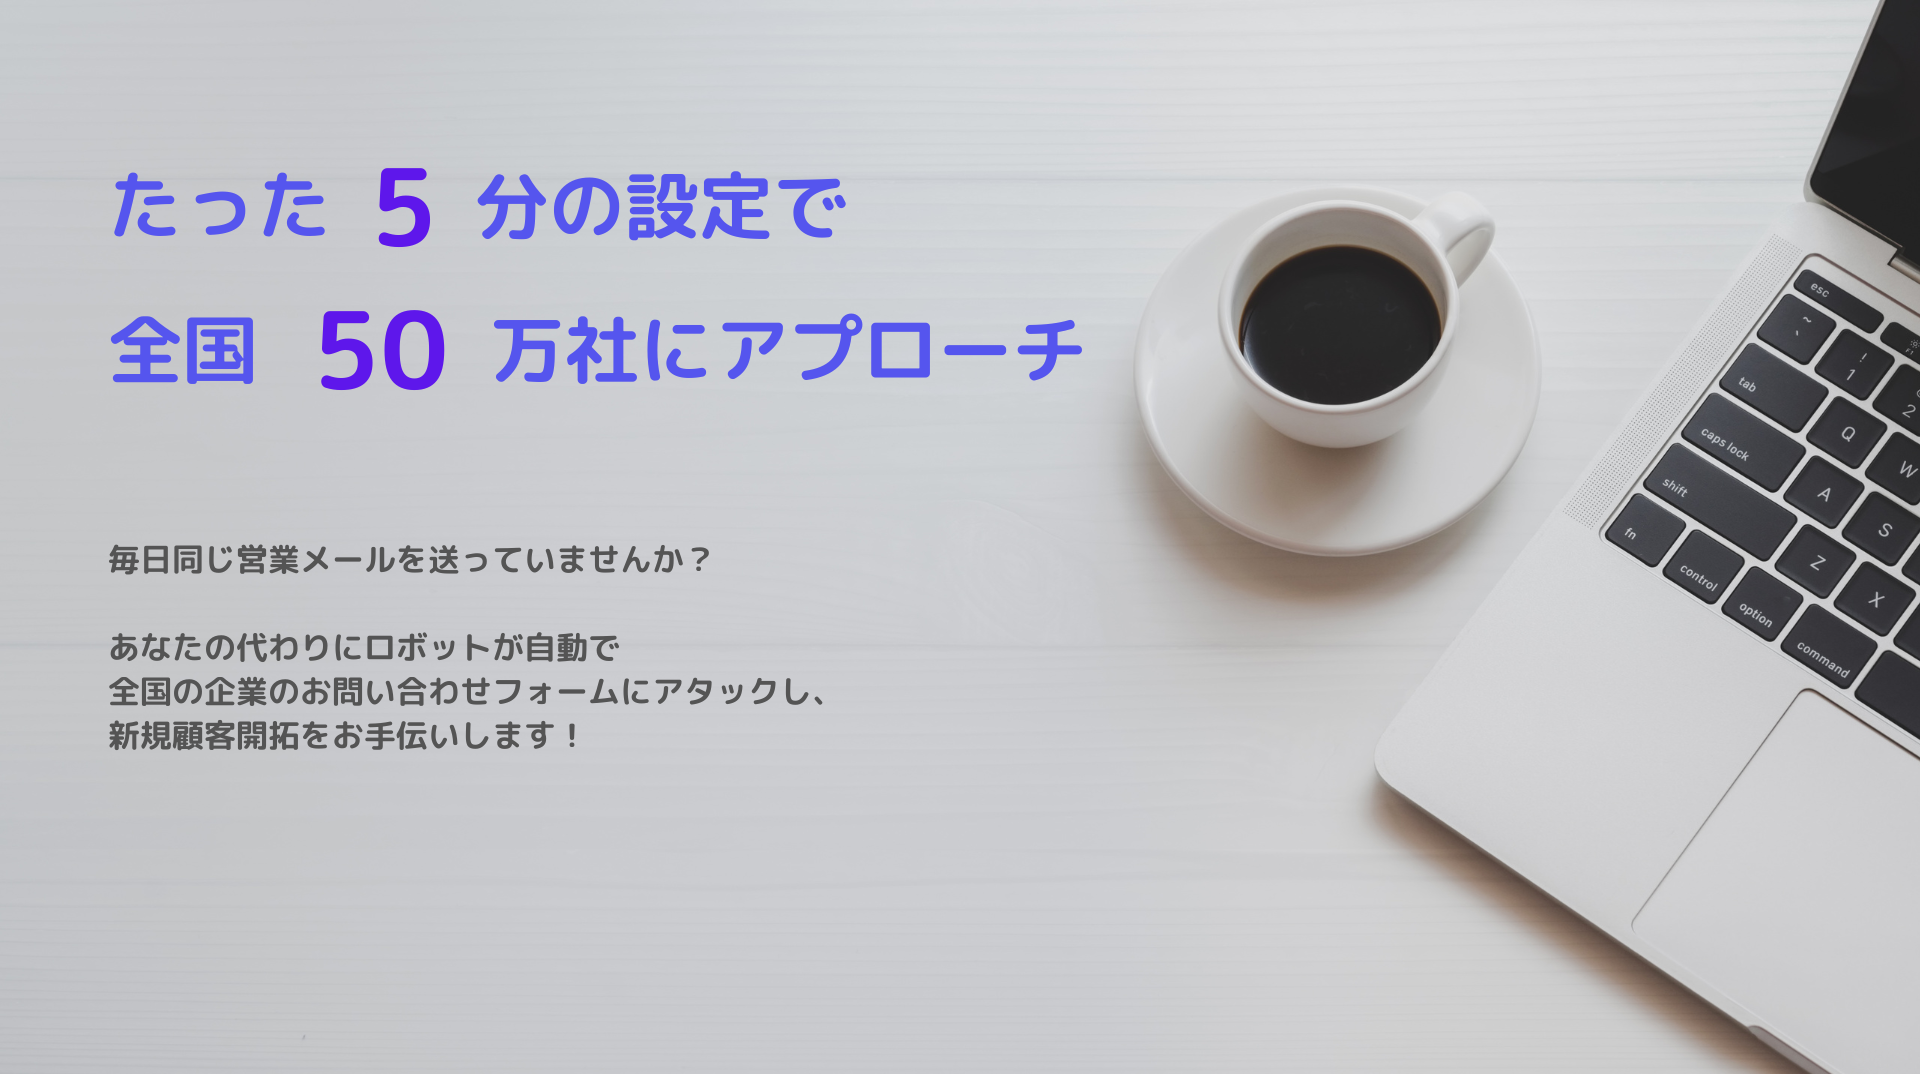 たった 5 分の設定で
全国 50 万社にアプローチ
毎日同じ営業メールを送っていませんか？
あなたの代わりにロボットが自動で
全国の企業のお問い合わせフォームにアタックし、
新規顧客開拓をお手伝いします！
esc
~
`
!
1
2
tab
Q
W
caps lock
A
S
shift
Z
X
fn
control
option
command